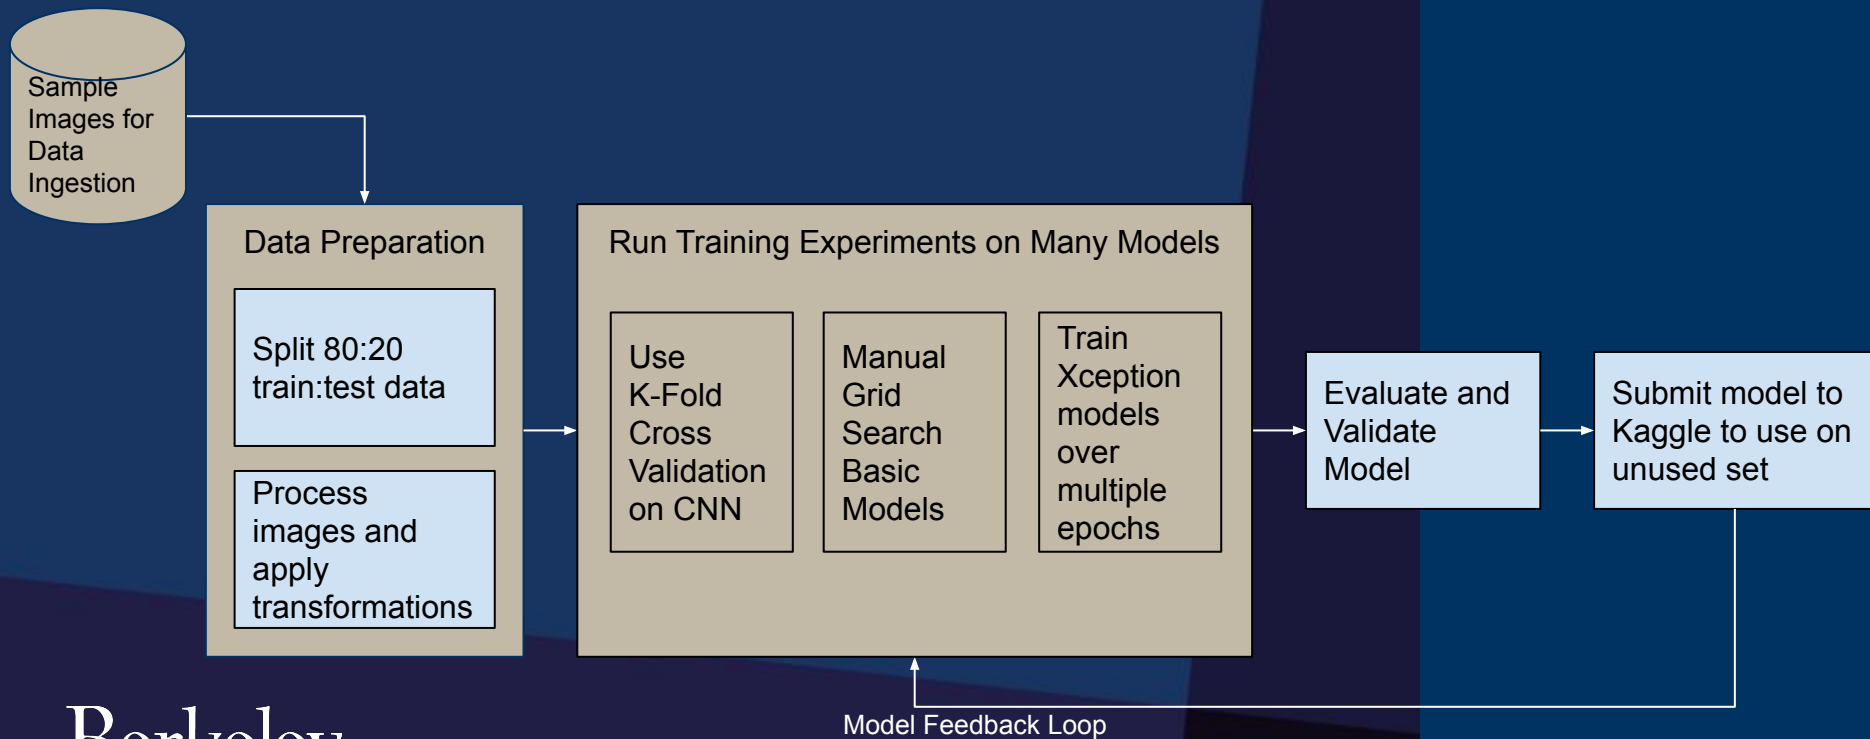 Sample
Images for
Data
Ingestion
Data Preparation
Split 80:20
train:test data
Process
images and
apply
transformations
Run Training Experiments on Many Models
Use
K-Fold
Cross
Validation
on CNN
Manual
Grid
Search
Basic
Models
Train
Xception
models
over
multiple
epochs
Evaluate and
Validate
Model
Submit model to
Kaggle to use on
unused set
Model Feedback Loop
Berkeley